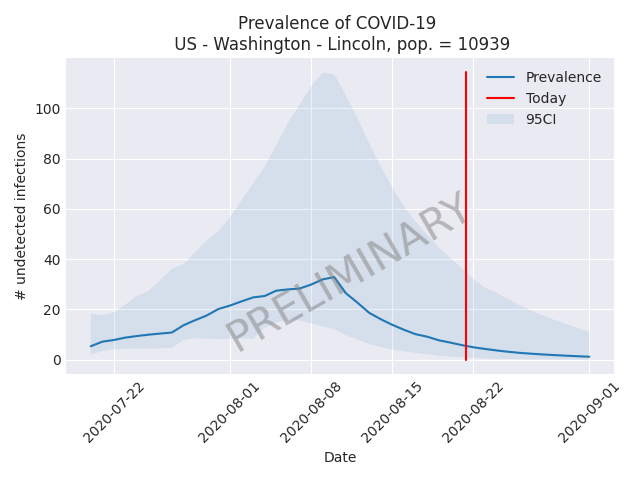 Prevalence of COVID-19
US - Washington - Lincoln, pop. = 10939
Prevalence
Today
95CI
# undetected infections
100
80
60
40
20
0
PRELIMINARY
2020-07-22
2020-08-01
2020-08-08
2020-08-15
2020-08-22
2020-09-01
Date